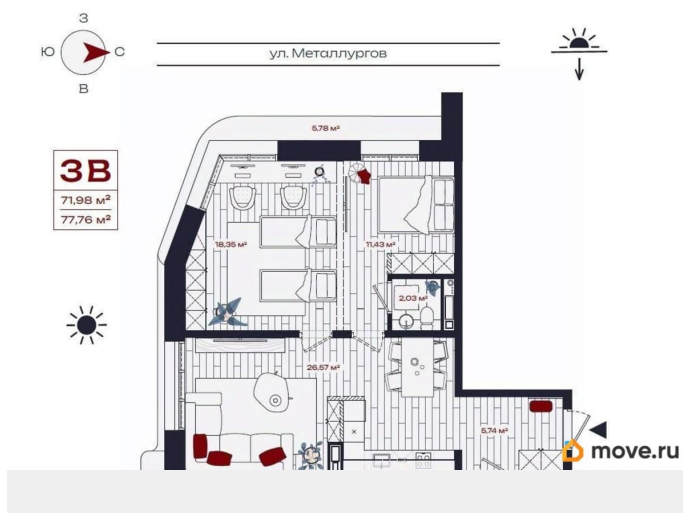 З
Ю
С
В
ул. Металлургов
5,78 м²
3В
71,98 м²
77,76 м²
18,35 м²
11,43 м²
2,03 м²
26,57 м²
5,74 м²
move.ru